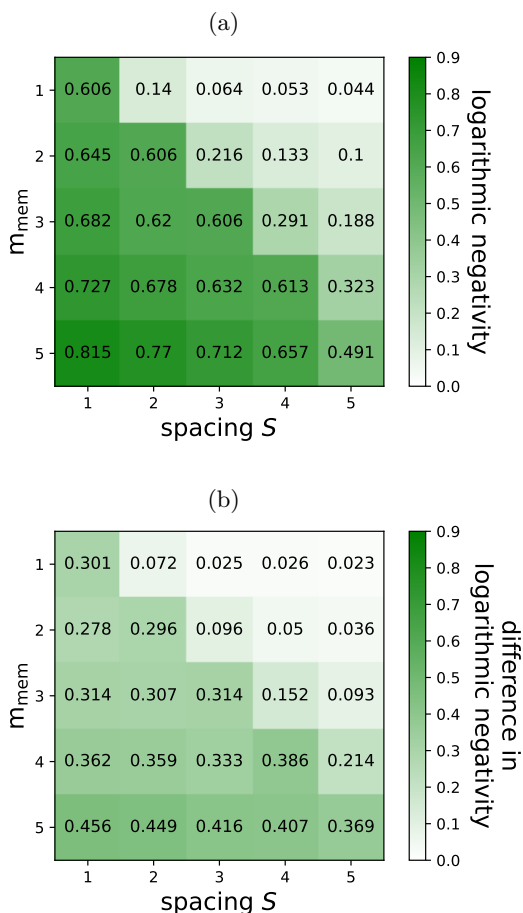 (a)
1 0.606 0.14 0.064 0.053 0.044
2 0.645 0.606 0.216 0.133 0.1
3 0.682 0.62 0.606 0.291 0.188
4 0.727 0.678 0.632 0.613 0.323
5 0.815 0.77 0.712 0.657 0.491
m_mem
1 2 3 4 5
spacing S
0.9
0.8
0.7
0.6
0.5
0.4
0.3
0.2
0.1
0.0
logarithmic negativity
(b)
1 0.301 0.072 0.025 0.026 0.023
2 0.278 0.296 0.096 0.05 0.036
3 0.314 0.307 0.314 0.152 0.093
4 0.362 0.359 0.333 0.386 0.214
5 0.456 0.449 0.416 0.407 0.369
m_mem
1 2 3 4 5
spacing S
0.9
0.8
0.7
0.6
0.5
0.4
0.3
0.2
0.1
0.0
difference in
logarithmic negativity